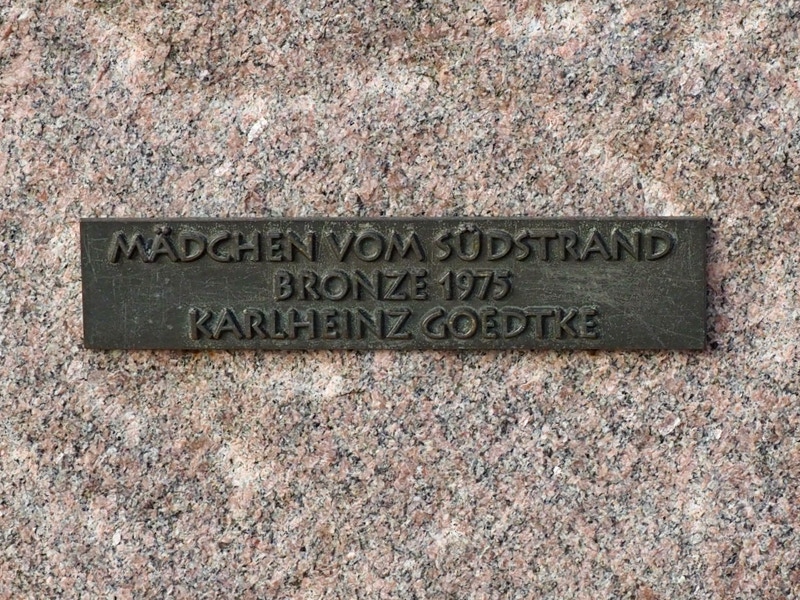 MÄDCHEN VOM SÜDSTRAND
BRONZE 1975
KARLHEINZ GOEDTKE